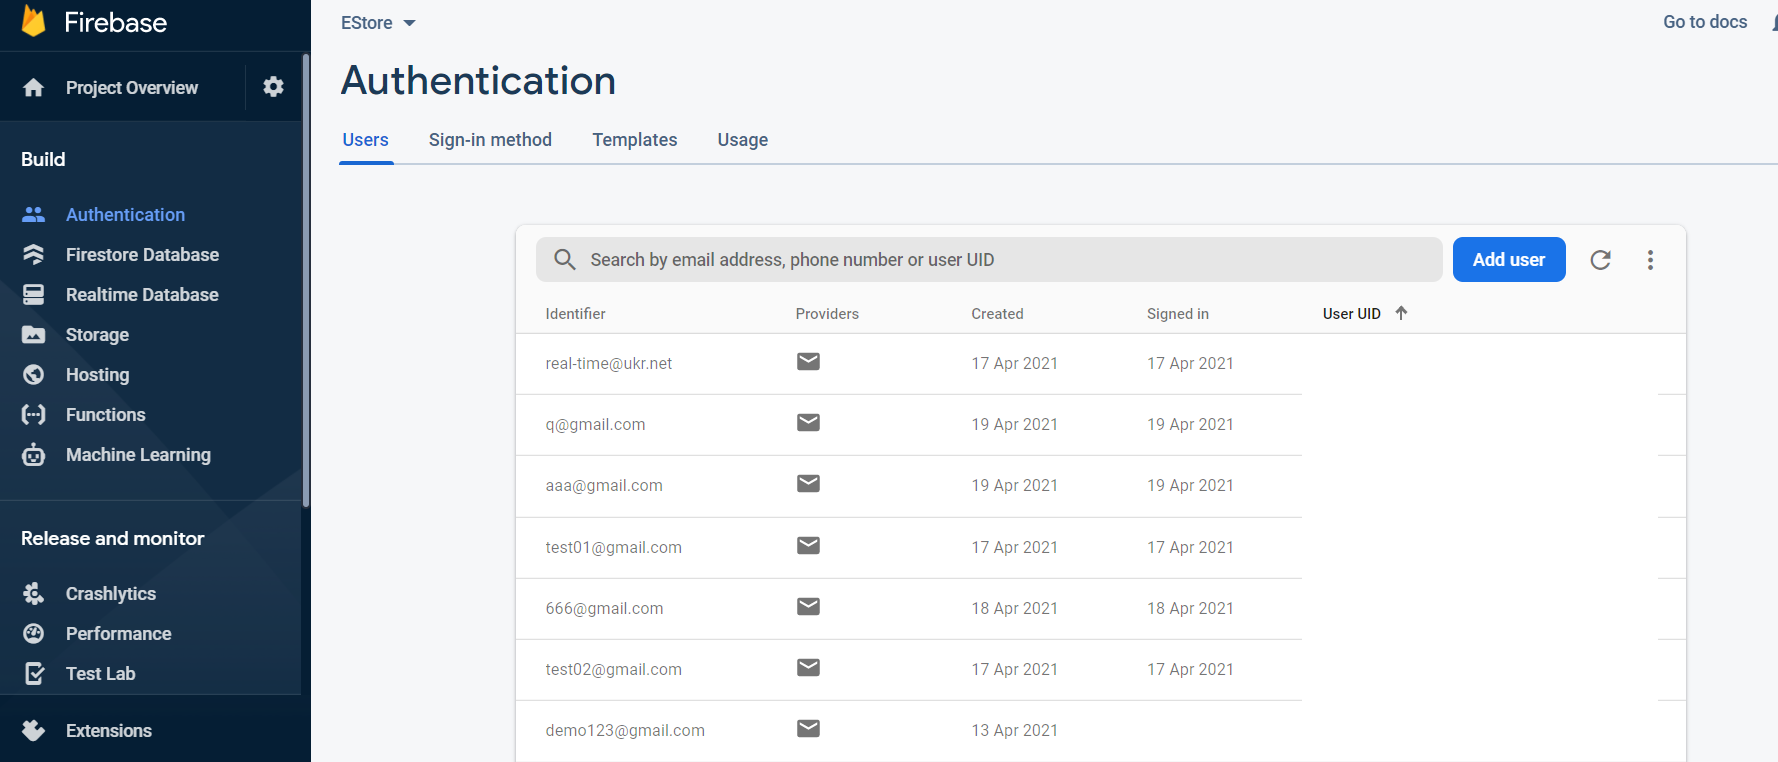 Firebase
Project Overview
Build
Authentication
Firestore Database
Realtime Database
Storage
Hosting
Functions
Machine Learning
Release and monitor
Crashlytics
Performance
Test Lab
Extensions
EStore
Go to docs
Authentication
Users Sign-in method Templates Usage
Search by email address, phone number or user UID
Add user
Identifier Providers Created Signed in User UID
real-time@ukr.net 17 Apr 2021 17 Apr 2021
q@gmail.com 19 Apr 2021 19 Apr 2021
aaa@gmail.com 19 Apr 2021 19 Apr 2021
test01@gmail.com 17 Apr 2021 17 Apr 2021
666@gmail.com 18 Apr 2021 18 Apr 2021
test02@gmail.com 17 Apr 2021 17 Apr 2021
demo123@gmail.com 13 Apr 2021